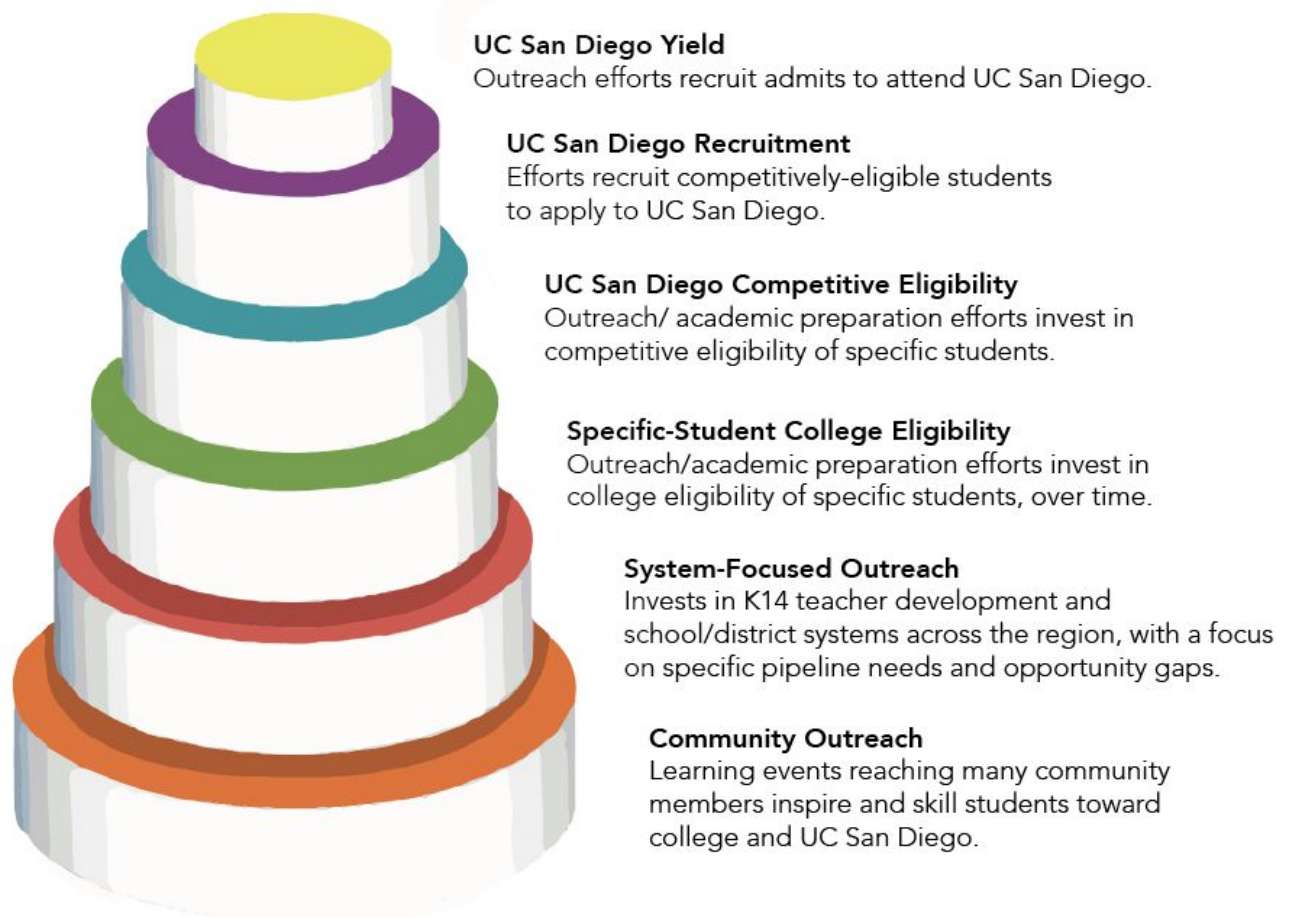 UC San Diego Yield
Outreach efforts recruit admits to attend UC San Diego.
UC San Diego Recruitment
Efforts recruit competitively-eligible students
to apply to UC San Diego.
UC San Diego Competitive Eligibility
Outreach/ academic preparation efforts invest in
competitive eligibility of specific students.
Specific-Student College Eligibility
Outreach/academic preparation efforts invest in
college eligibility of specific students, over time.
System-Focused Outreach
Invests in K14 teacher development and
school/district systems across the region, with a focus
on specific pipeline needs and opportunity gaps.
Community Outreach
Learning events reaching many community
members inspire and skill students toward
college and UC San Diego.